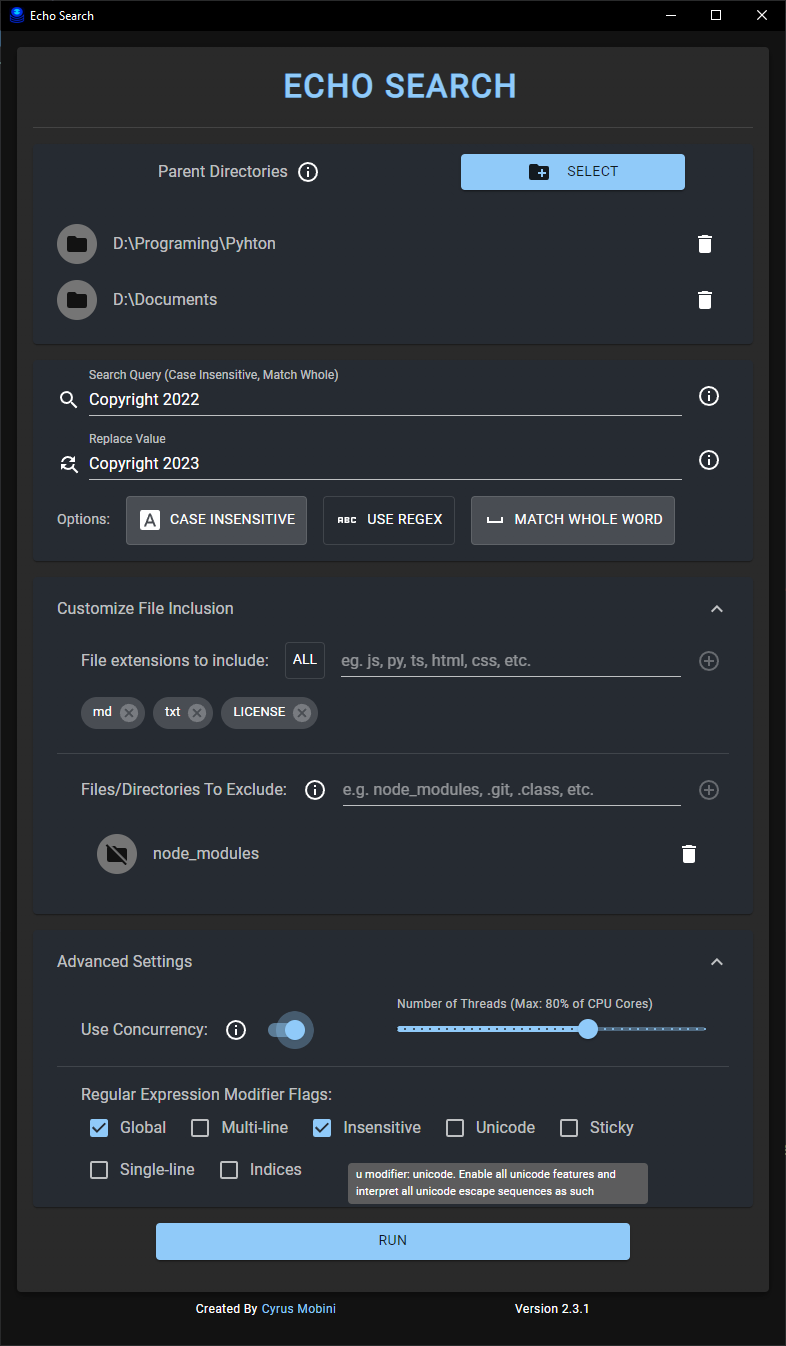 Echo Search
ECHO SEARCH
Parent Directories
SELECT
D:\Programing\Pyhton
D:\Documents
Search Query (Case Insensitive, Match Whole)
Copyright 2022
Replace Value
Copyright 2023
Options: A CASE INSENSITIVE ABC USE REGEX MATCH WHOLE WORD
Customize File Inclusion
File extensions to include: ALL eg. js, py, ts, html, css, etc.
md txt LICENSE
Files/Directories To Exclude: e.g. node_modules, .git, .class, etc.
node_modules
Advanced Settings
Number of Threads (Max: 80% of CPU Cores)
Use Concurrency:
Regular Expression Modifier Flags:
Global Multi-line Insensitive Unicode Sticky
Single-line Indices
u modifier: unicode. Enable all unicode features and
interpret all unicode escape sequences as such
RUN
Created By Cyrus Mobini Version 2.3.1